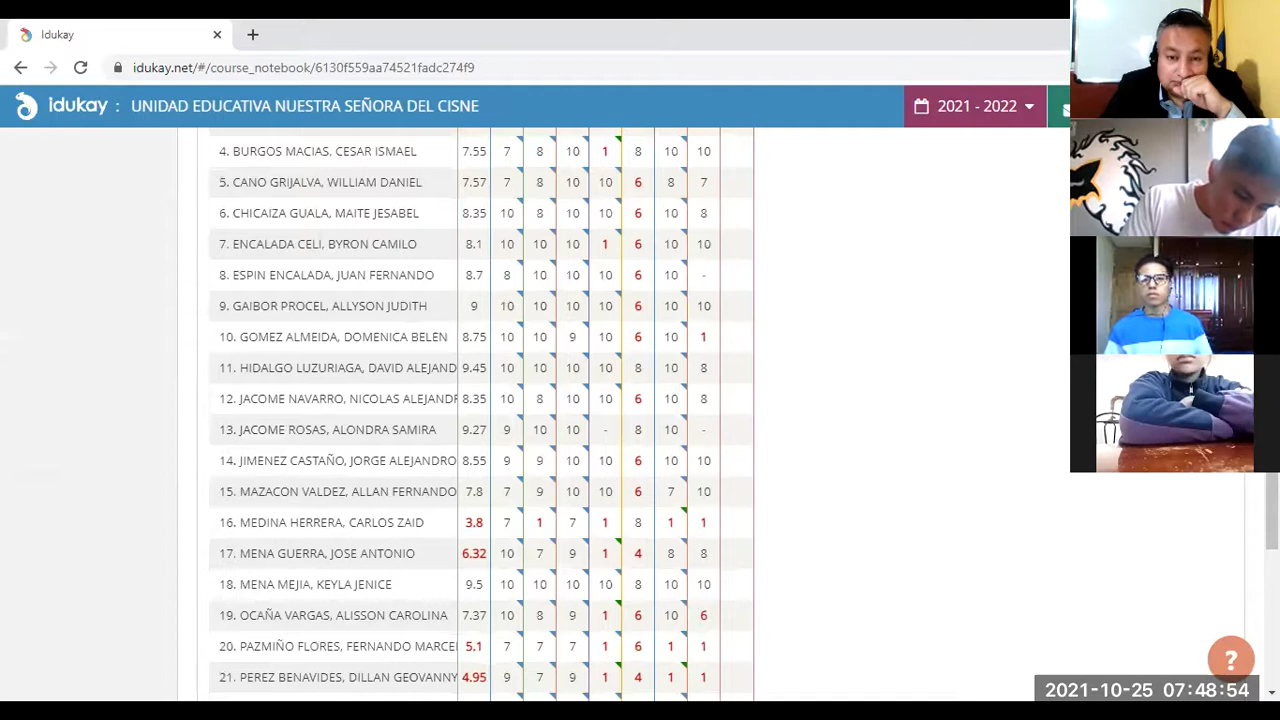 Idukay
idukay.net/#/course_notebook/6130f559aa74521fadc274f9
idukay : UNIDAD EDUCATIVA NUESTRA SEÑORA DEL CISNE 2021 - 2022
4. BURGOS MACIAS, CESAR ISMAEL 7.55 7 8 10 1 8 10 10
5. CANO GRIJALVA, WILLIAM DANIEL 7.57 7 8 10 10 6 8 7
6. CHICAIZA GUALA, MAITE JESABEL 8.35 10 8 10 10 6 10 8
7. ENCALADA CELI, BYRON CAMILO 8.1 10 10 10 1 6 10 10
8. ESPIN ENCALADA, JUAN FERNANDO 8.7 8 10 10 10 6 10 -
9. GAIBOR PROCEL, ALLYSON JUDITH 9 10 10 10 10 6 10 10
10. GOMEZ ALMEIDA, DOMENICA BELEN 8.75 10 10 9 10 6 10 1
11. HIDALGO LUZURIAGA, DAVID ALEJAND 9.45 10 10 10 10 8 10 8
12. JACOME NAVARRO, NICOLAS ALEJANDR 8.35 10 8 10 10 6 10 8
13. JACOME ROSAS, ALONDRA SAMIRA 9.27 9 10 10 - 8 10 -
14. JIMENEZ CASTAÑO, JORGE ALEJANDRO 8.55 9 9 10 10 6 10 10
15. MAZACON VALDEZ, ALLAN FERNANDO 7.8 7 9 10 10 6 7 10
16. MEDINA HERRERA, CARLOS ZAID 3.8 7 1 7 1 8 1 1
17. MENA GUERRA, JOSE ANTONIO 6.32 10 7 9 1 4 8 8
18. MENA MEJIA, KEYLA JENICE 9.5 10 10 10 10 8 10 10
19. OCAÑA VARGAS, ALISSON CAROLINA 7.37 10 8 9 1 6 10 6
20. PAZMIÑO FLORES, FERNANDO MARCE 5.1 7 7 7 1 6 1 1
21. PEREZ BENAVIDES, DILLAN GEOVANNY 4.95 9 7 9 1 4 1 1
?
2021-10-25 07:48:54